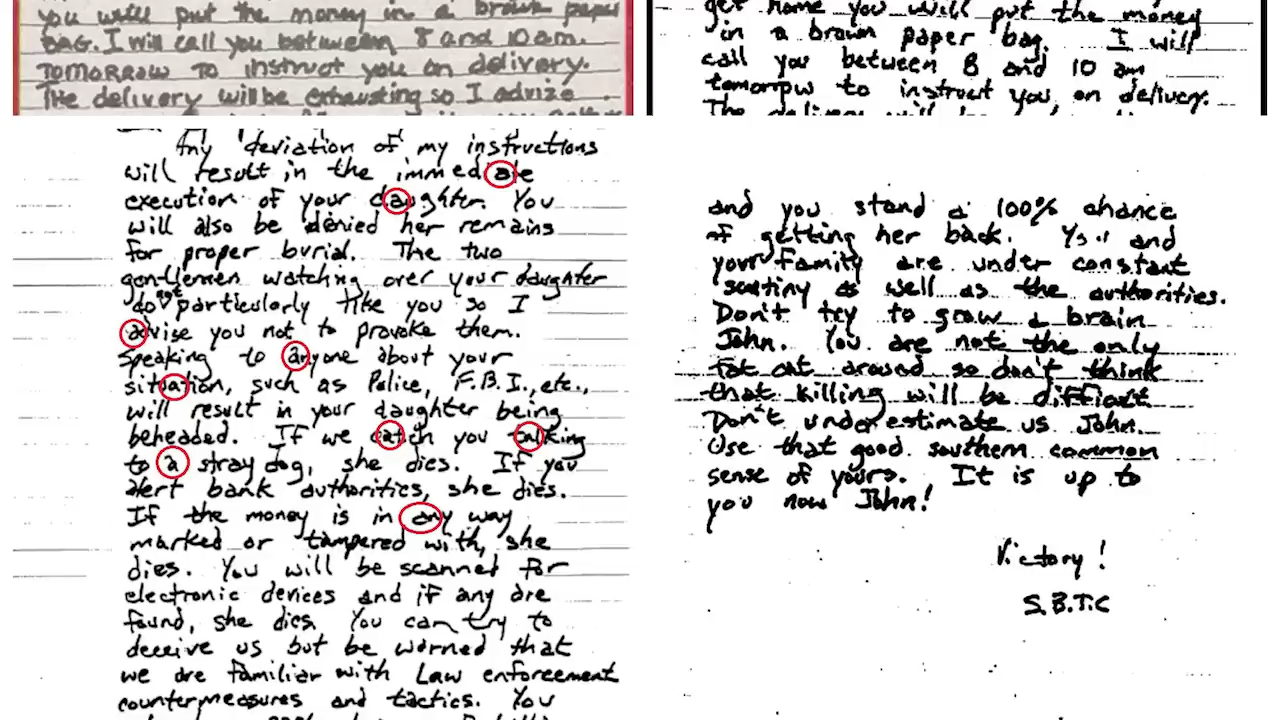 you will put the money in a brown paper
bag. I will call you between 8 and 10 am.
TOMORROW TO instruct you on delivery.
The delivery will be exhausting so I advize
get home you will put the money
in a brown paper bag. I will
call you between 8 and 10 am
tomorrow to instruct you on delivery.
The delivery will be
Any deviation of my instructions
will result in the immediate
execution of your daughter. You
will also be denied her remains
for proper burial. The two
gentlemen watching over your daughter
do not particularly like you so I
advise you not to provoke them.
Speaking to anyone about your
situation, such as Police, F.B.I., etc.,
will result in your daughter being
beheaded. If we catch you talking
to a stray dog, she dies. If you
alert bank authorities, she dies.
If the money is in any way
marked or tampered with, she
dies. You will be scanned for
electronic devices and if any are
found, she dies. You can try to
deceive us but be warned that
we are familiar with Law enforcement
countermeasures and tactics. You
and you stand a 100% chance
of getting her back. You and
your family are under constant
scutiny as well as the authorities.
Don't try to grow a brain
John. You are not the only
fat cat around so don't think
that killing will be difficult
Don't underestimate us John.
Use that good southern common
sense of yours. It is up to
you now John!
Victory!
S.B.T.C